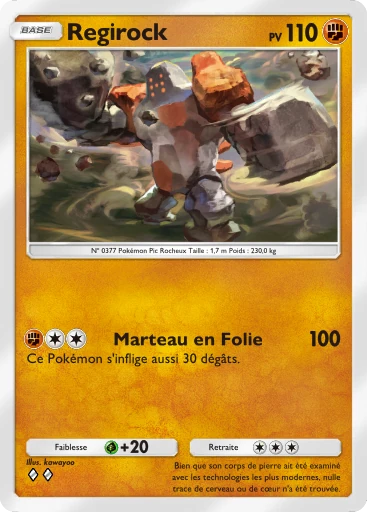 BASE Regirock PV 110
N° 0377 Pokémon Pic Rocheux Taille : 1,7 m Poids : 230,0 kg
Marteau en Folie 100
Ce Pokémon s'inflige aussi 30 dégâts.
Faiblesse +20 Retraite
Illus. kawayoo
Bien que son corps de pierre ait été examiné
avec les technologies les plus modernes, nulle
trace de cerveau ou de cœur n'a été trouvée.